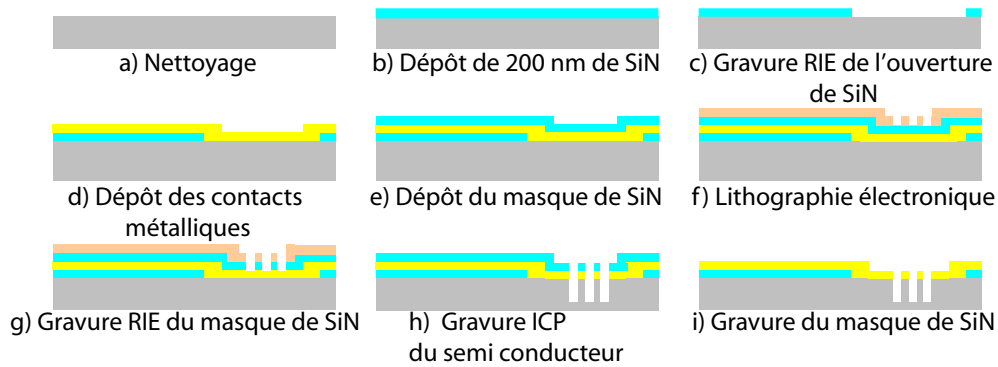 a) Nettoyage
b) Dépôt de 200 nm de SiN
c) Gravure RIE de l'ouverture
de SiN
d) Dépôt des contacts
métalliques
e) Dépôt du masque de SiN
f) Lithographie électronique
g) Gravure RIE du masque de SiN
h) Gravure ICP
du semi conducteur
i) Gravure du masque de SiN